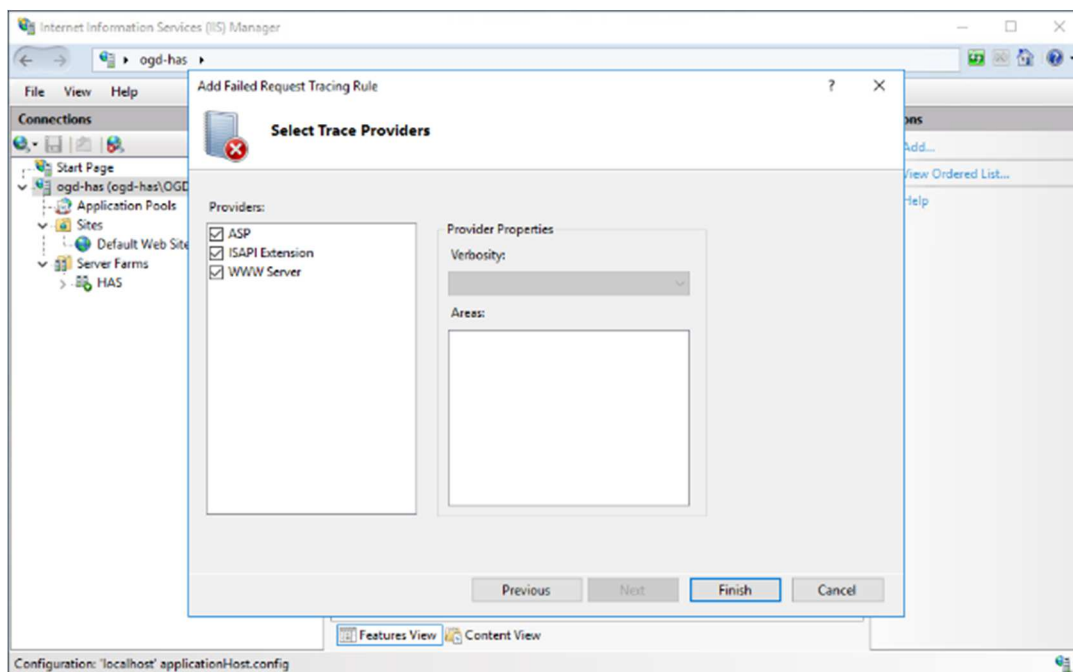 Internet Information Services (IIS) Manager
ogd-has
File View Help
Connections
Start Page
ogd-has (ogd-has\OGD
Application Pools
Sites
Default Web Site
Server Farms
HAS
Add Failed Request Tracing Rule
? 
Select Trace Providers
Providers:
ASP
ISAPI Extension
WWW Server
Provider Properties
Verbosity:
Areas:
Previous Next Finish Cancel
ons
Add...
View Ordered List...
Help
Features View Content View
Configuration: 'localhost' applicationHost.config